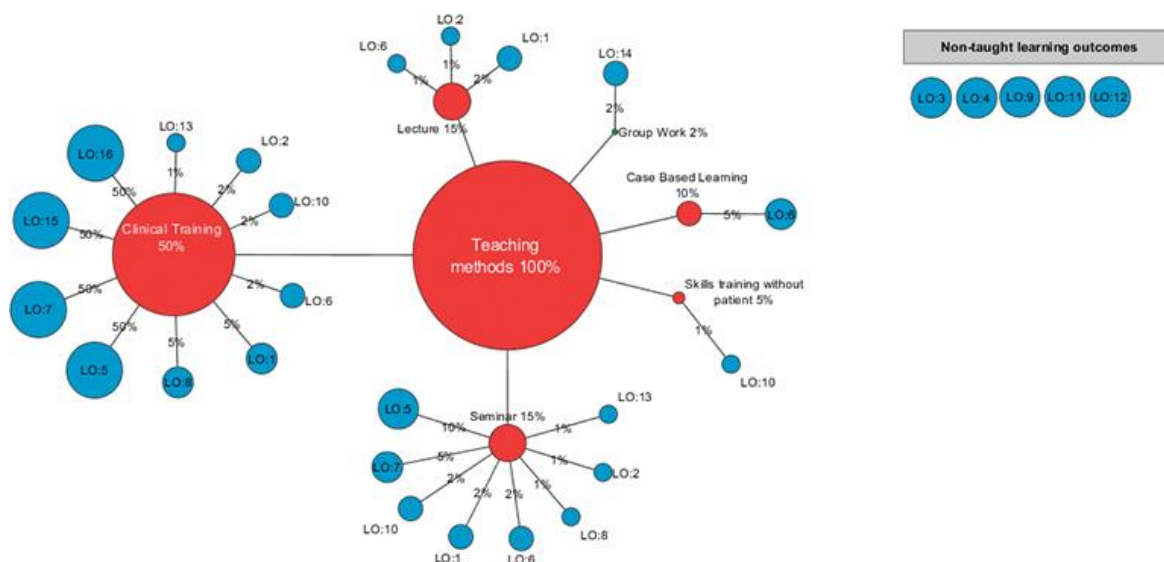 Non-taught learning outcomes
LO:3
LO:4
LO:9
LO:11
LO:12
LO:2
LO:6
LO:1
1%
1%
2%
Lecture 15%
LO:14
2%
Group Work 2%
Case Based Learning
10%
5%
LO:6
Skills training without
patient 5%
1%
LO:10
Teaching
methods 100%
Clinical Training
50%
LO:13
1%
LO:2
2%
LO:10
2%
LO:6
2%
LO:1
5%
LO:8
5%
LO:5
50%
LO:7
50%
LO:15
50%
LO:16
50%
Seminar 15%
LO:5
10%
LO:7
5%
LO:10
2%
LO:1
2%
LO:6
2%
LO:8
1%
LO:2
1%
LO:13
1%